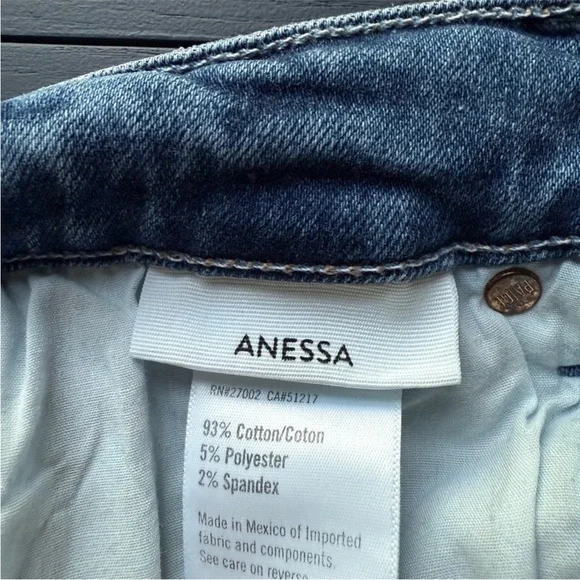 ANESSA
RN#27002 CA#51217
93% Cotton/Coton
5% Polyester
2% Spandex
Made in Mexico of Imported
fabric and components.
See care on reverse